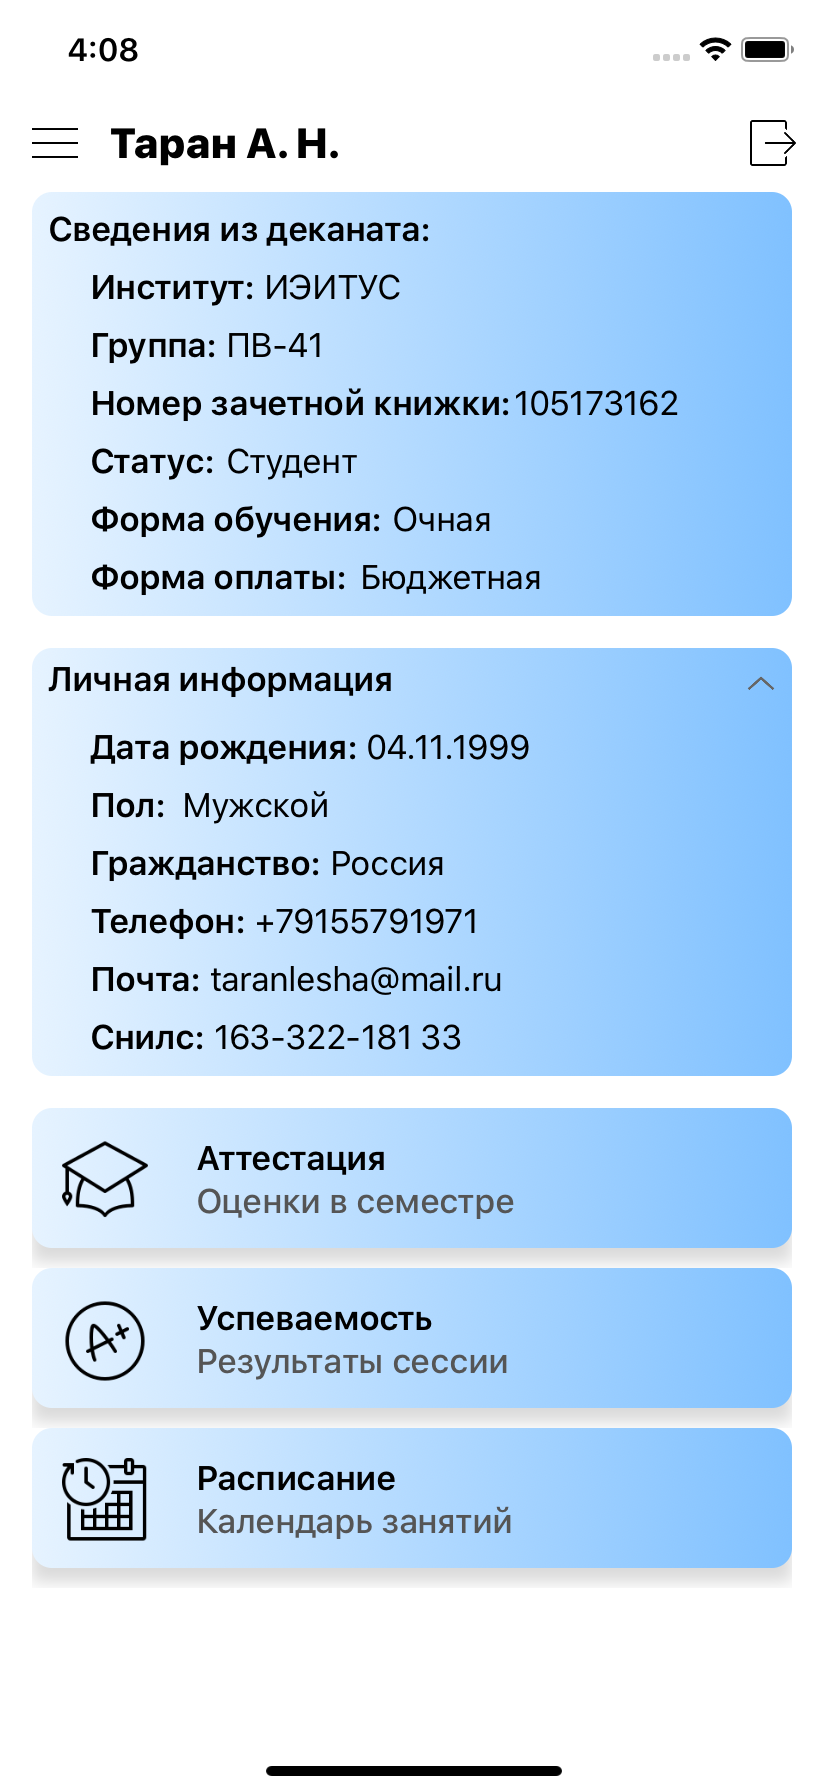 4:08
Таран А. Н.
Сведения из деканата:
Институт: ИЭИТУС
Группа: ПВ-41
Номер зачетной книжки: 105173162
Статус: Студент
Форма обучения: Очная
Форма оплаты: Бюджетная
Личная информация
Дата рождения: 04.11.1999
Пол: Мужской
Гражданство: Россия
Телефон: +79155791971
Почта: taranlesha@mail.ru
Снилс: 163-322-181 33
Аттестация
Оценки в семестре
A+
Успеваемость
Результаты сессии
Расписание
Календарь занятий